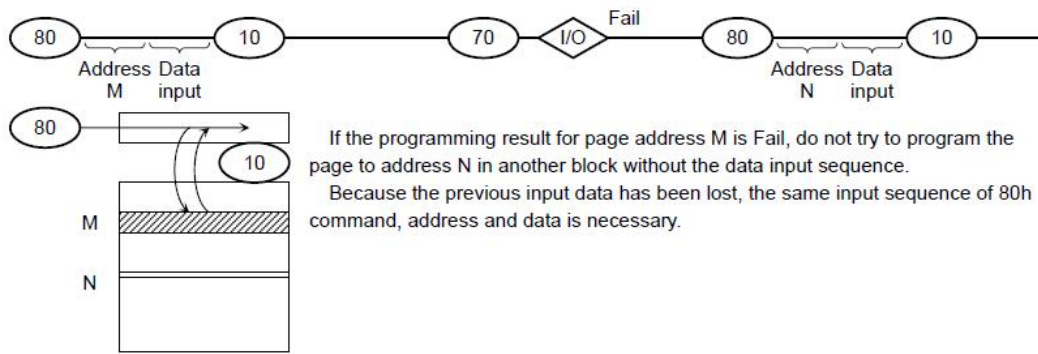 Fail
80 10 70 I/O 80 10
Address Data Address Data
M input N input
80
10
If the programming result for page address M is Fail, do not try to program the
page to address N in another block without the data input sequence.
Because the previous input data has been lost, the same input sequence of 80h
command, address and data is necessary.
M
N